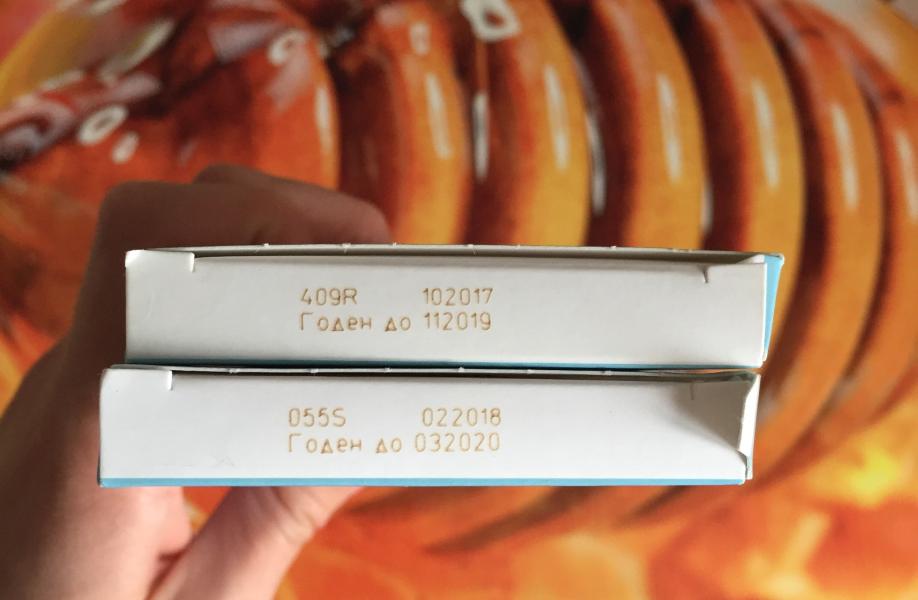 409R 102017
Годен до 112019
055S 022018
Годен до 032020